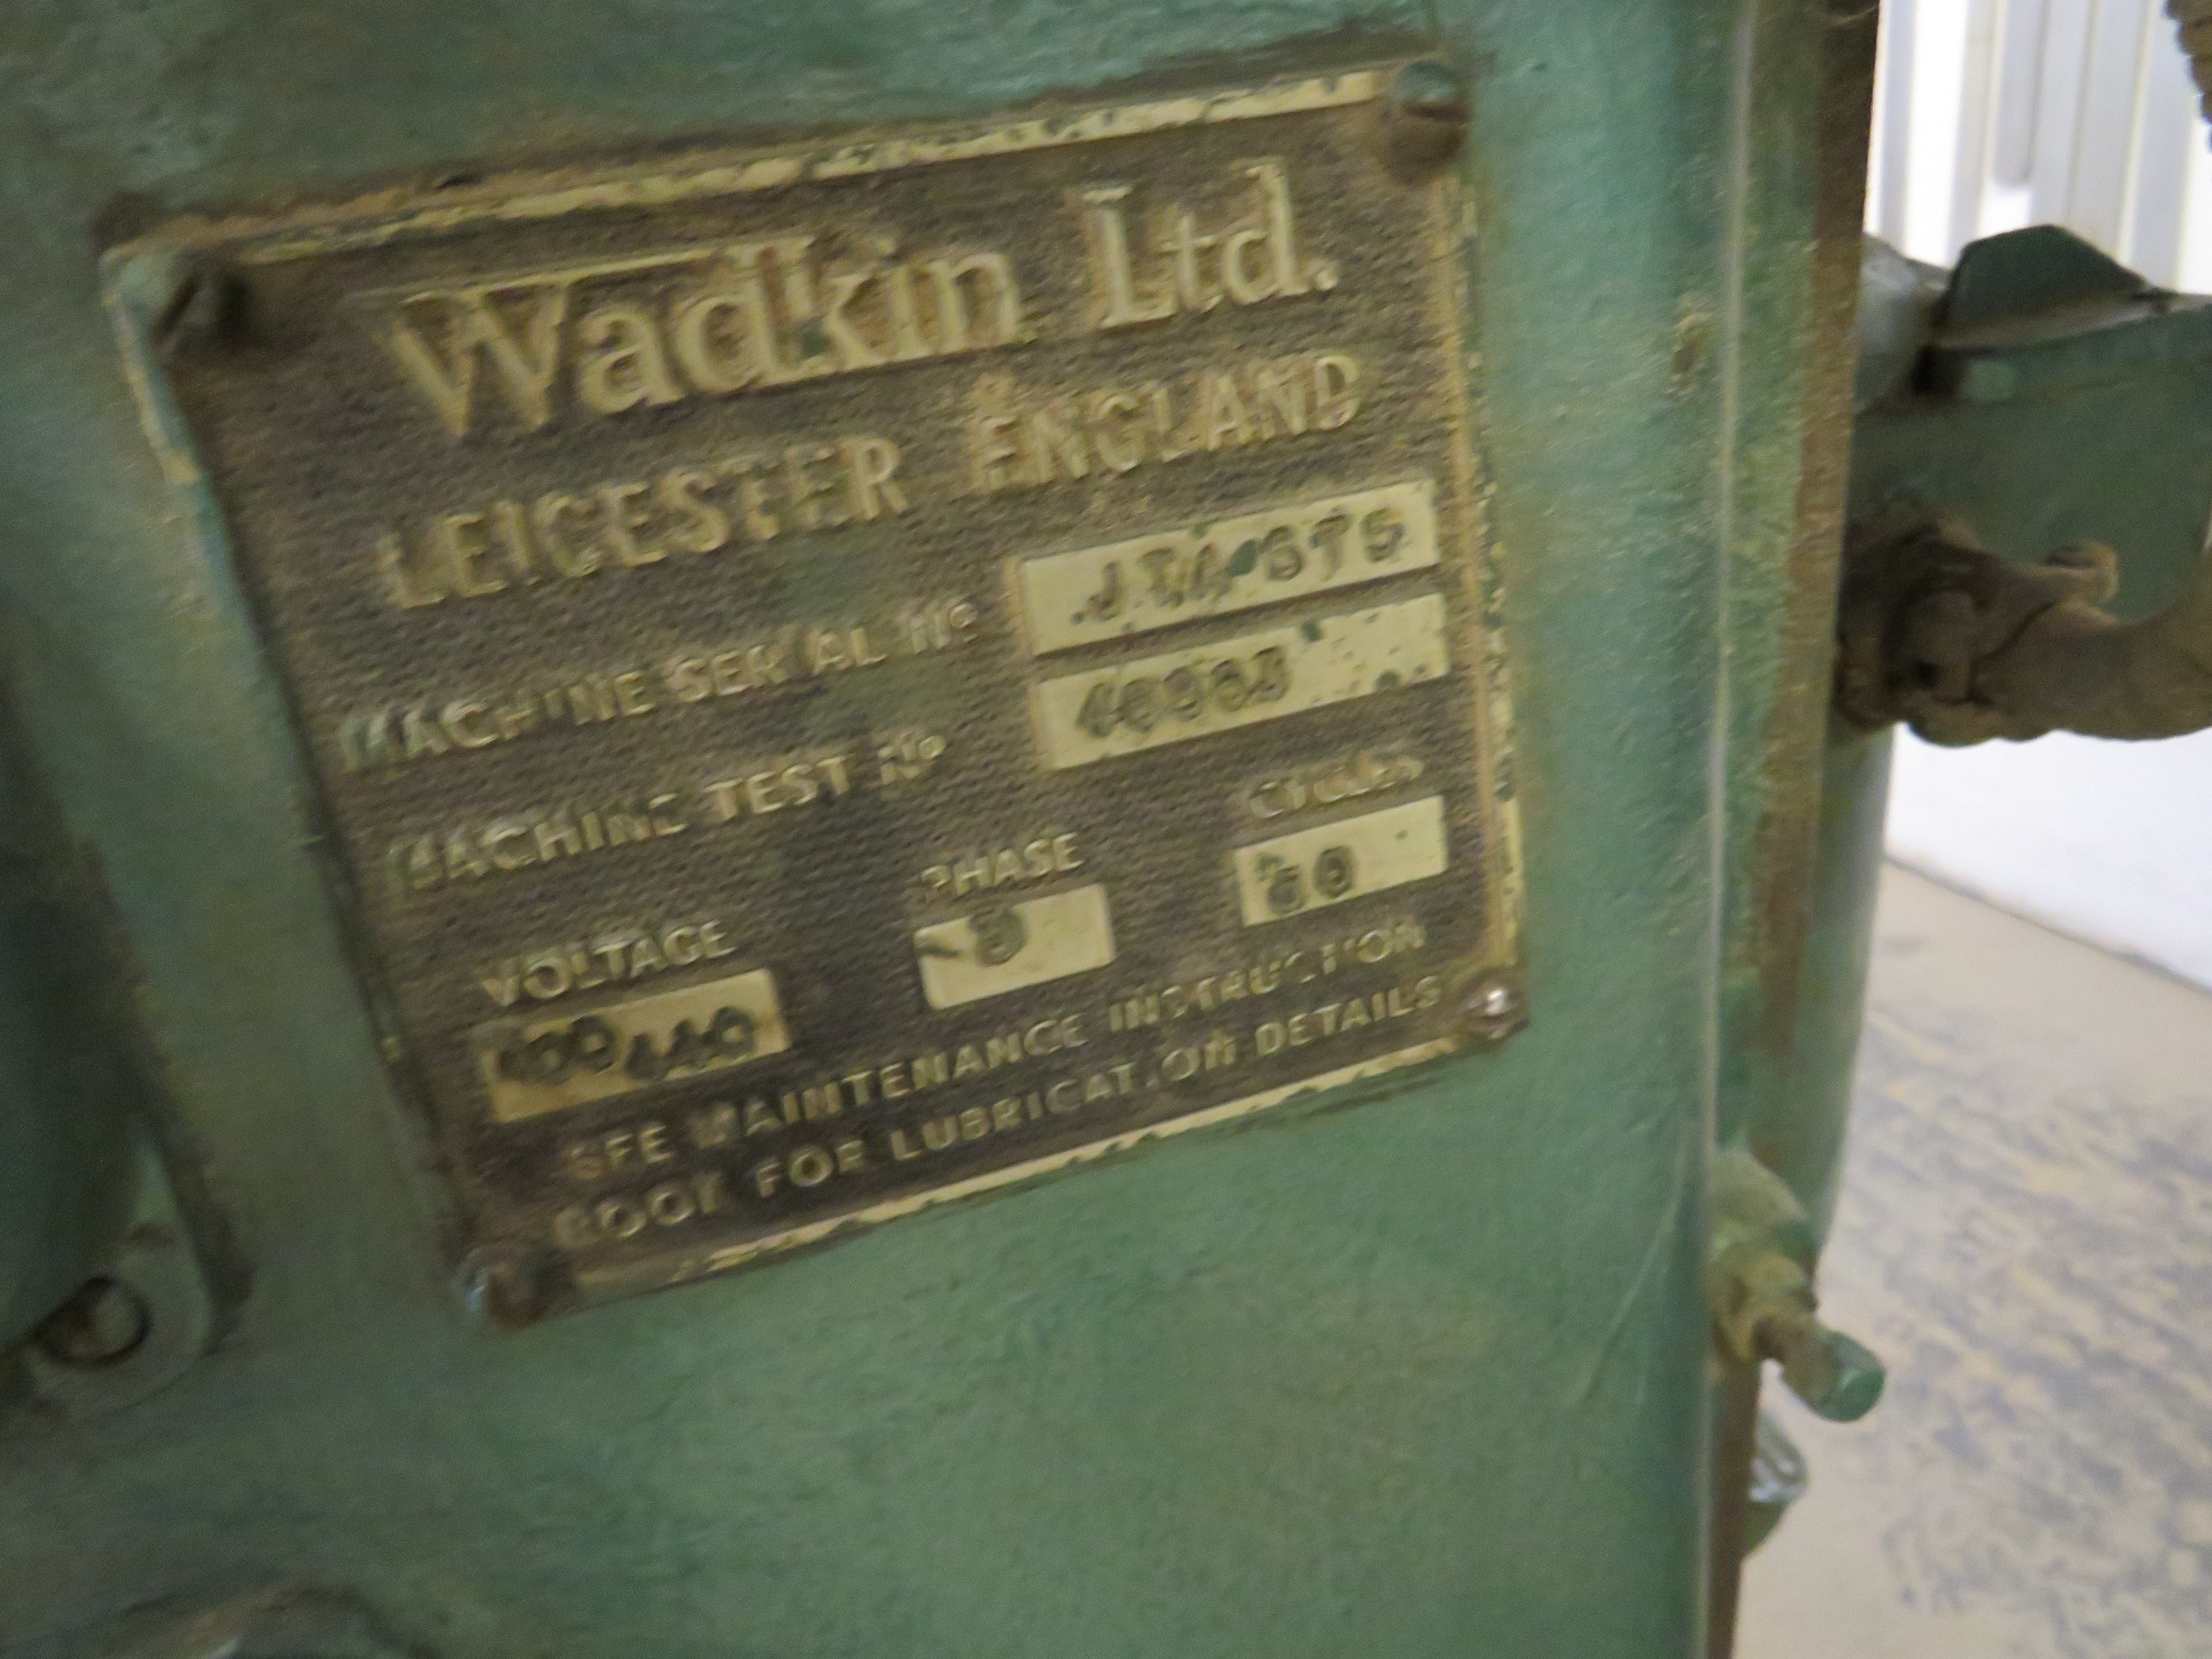 Wadkin Ltd.
LEICESTER ENGLAND
MACHINE SERIAL Nº
MACHINE TEST Nº
VOLTAGE PHASE CYCLES
SEE MAINTENANCE INSTRUCTION
BOOK FOR LUBRICATION DETAILS